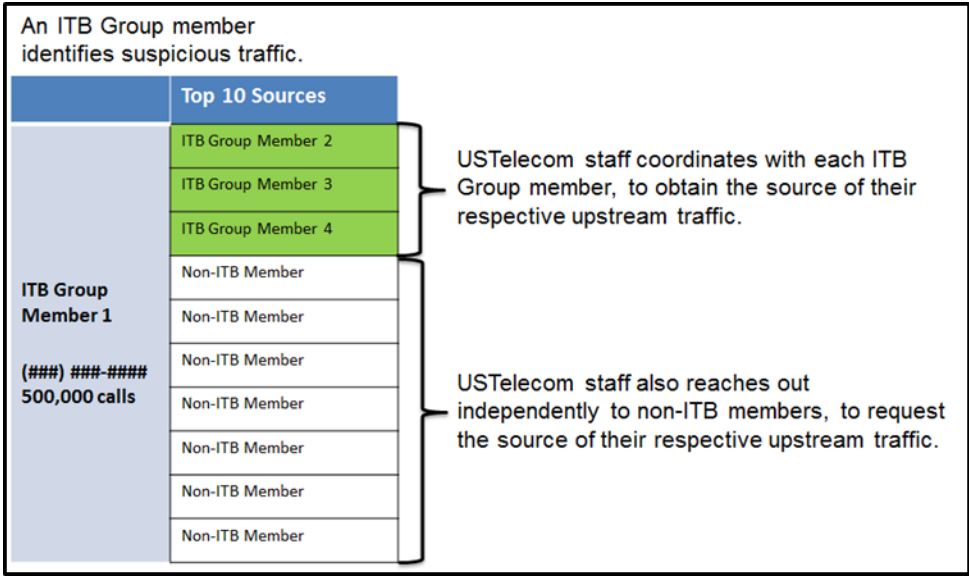 An ITB Group member
identifies suspicious traffic.
Top 10 Sources
ITB Group
Member 1
(###) ###-####
500,000 calls
ITB Group Member 2
ITB Group Member 3
ITB Group Member 4
Non-ITB Member
Non-ITB Member
Non-ITB Member
Non-ITB Member
Non-ITB Member
Non-ITB Member
Non-ITB Member
USTelecom staff coordinates with each ITB
Group member, to obtain the source of their
respective upstream traffic.
USTelecom staff also reaches out
independently to non-ITB members, to request
the source of their respective upstream traffic.